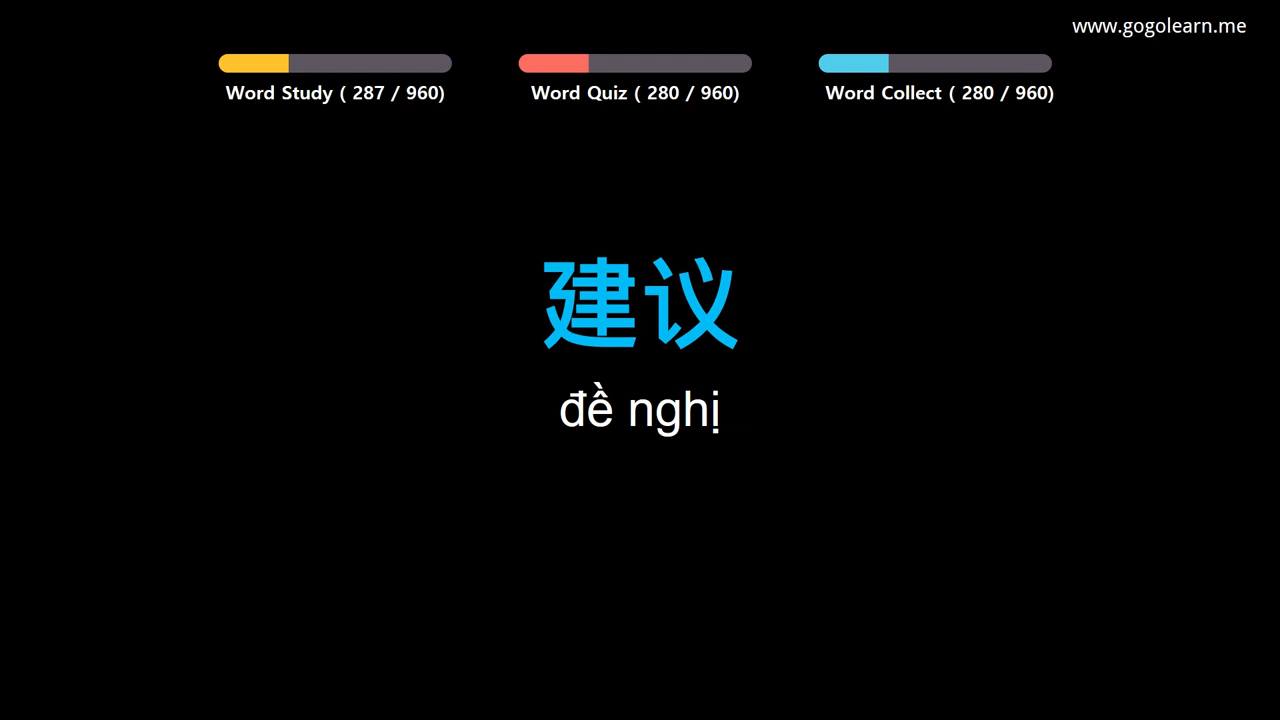 www.gogolearn.me
Word Study ( 287 / 960)
Word Quiz ( 280 / 960)
Word Collect ( 280 / 960)
建议
đề nghị